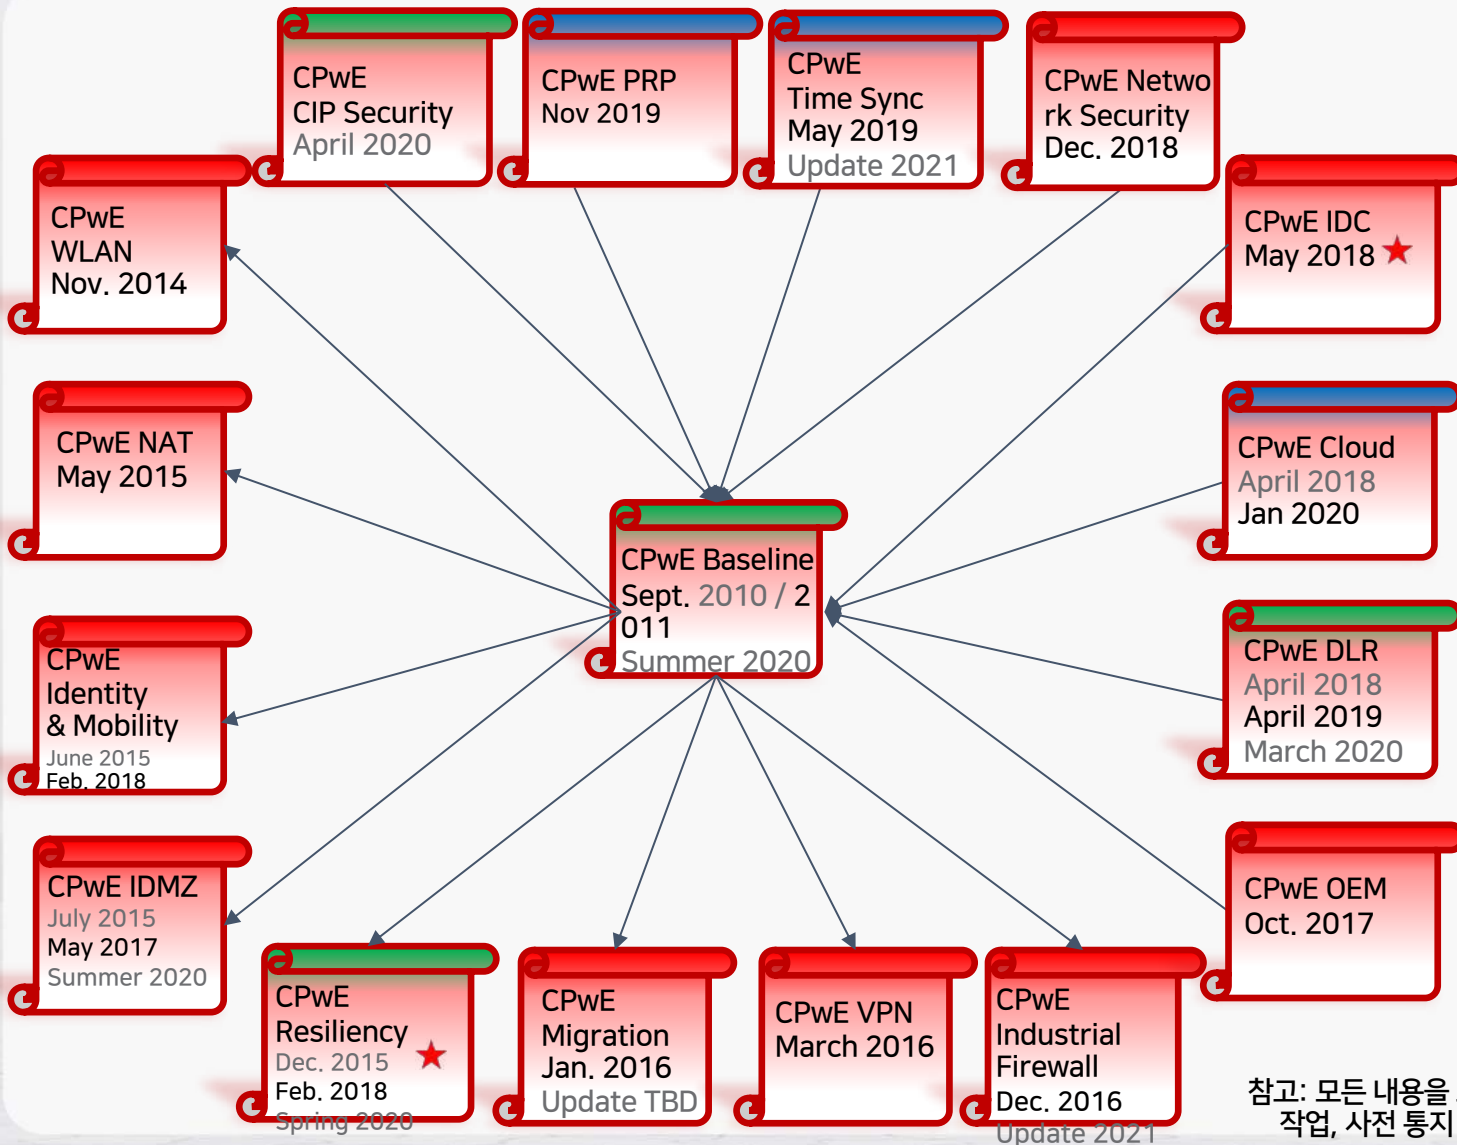 CPwE
CIP Security
April 2020
CPwE PRP
Nov 2019
CPwE
Time Sync
May 2019
Update 2021
CPwE Netwo
rk Security
Dec. 2018
CPwE
WLAN
Nov. 2014
CPwE IDC
May 2018
CPwE NAT
May 2015
CPwE Cloud
April 2018
Jan 2020
CPwE Baseline
Sept. 2010 / 2
011
Summer 2020
CPwE
Identity
& Mobility
June 2015
Feb. 2018
CPwE DLR
April 2018
April 2019
March 2020
CPwE IDMZ
July 2015
May 2017
Summer 2020
CPwE OEM
Oct. 2017
CPwE
Resiliency
Dec. 2015
Feb. 2018
Spring 2020
CPwE
Migration
Jan. 2016
Update TBD
CPwE VPN
March 2016
CPwE
Industrial
Firewall
Dec. 2016
Update 2021
참고: 모든 내용을
작업, 사전 통지